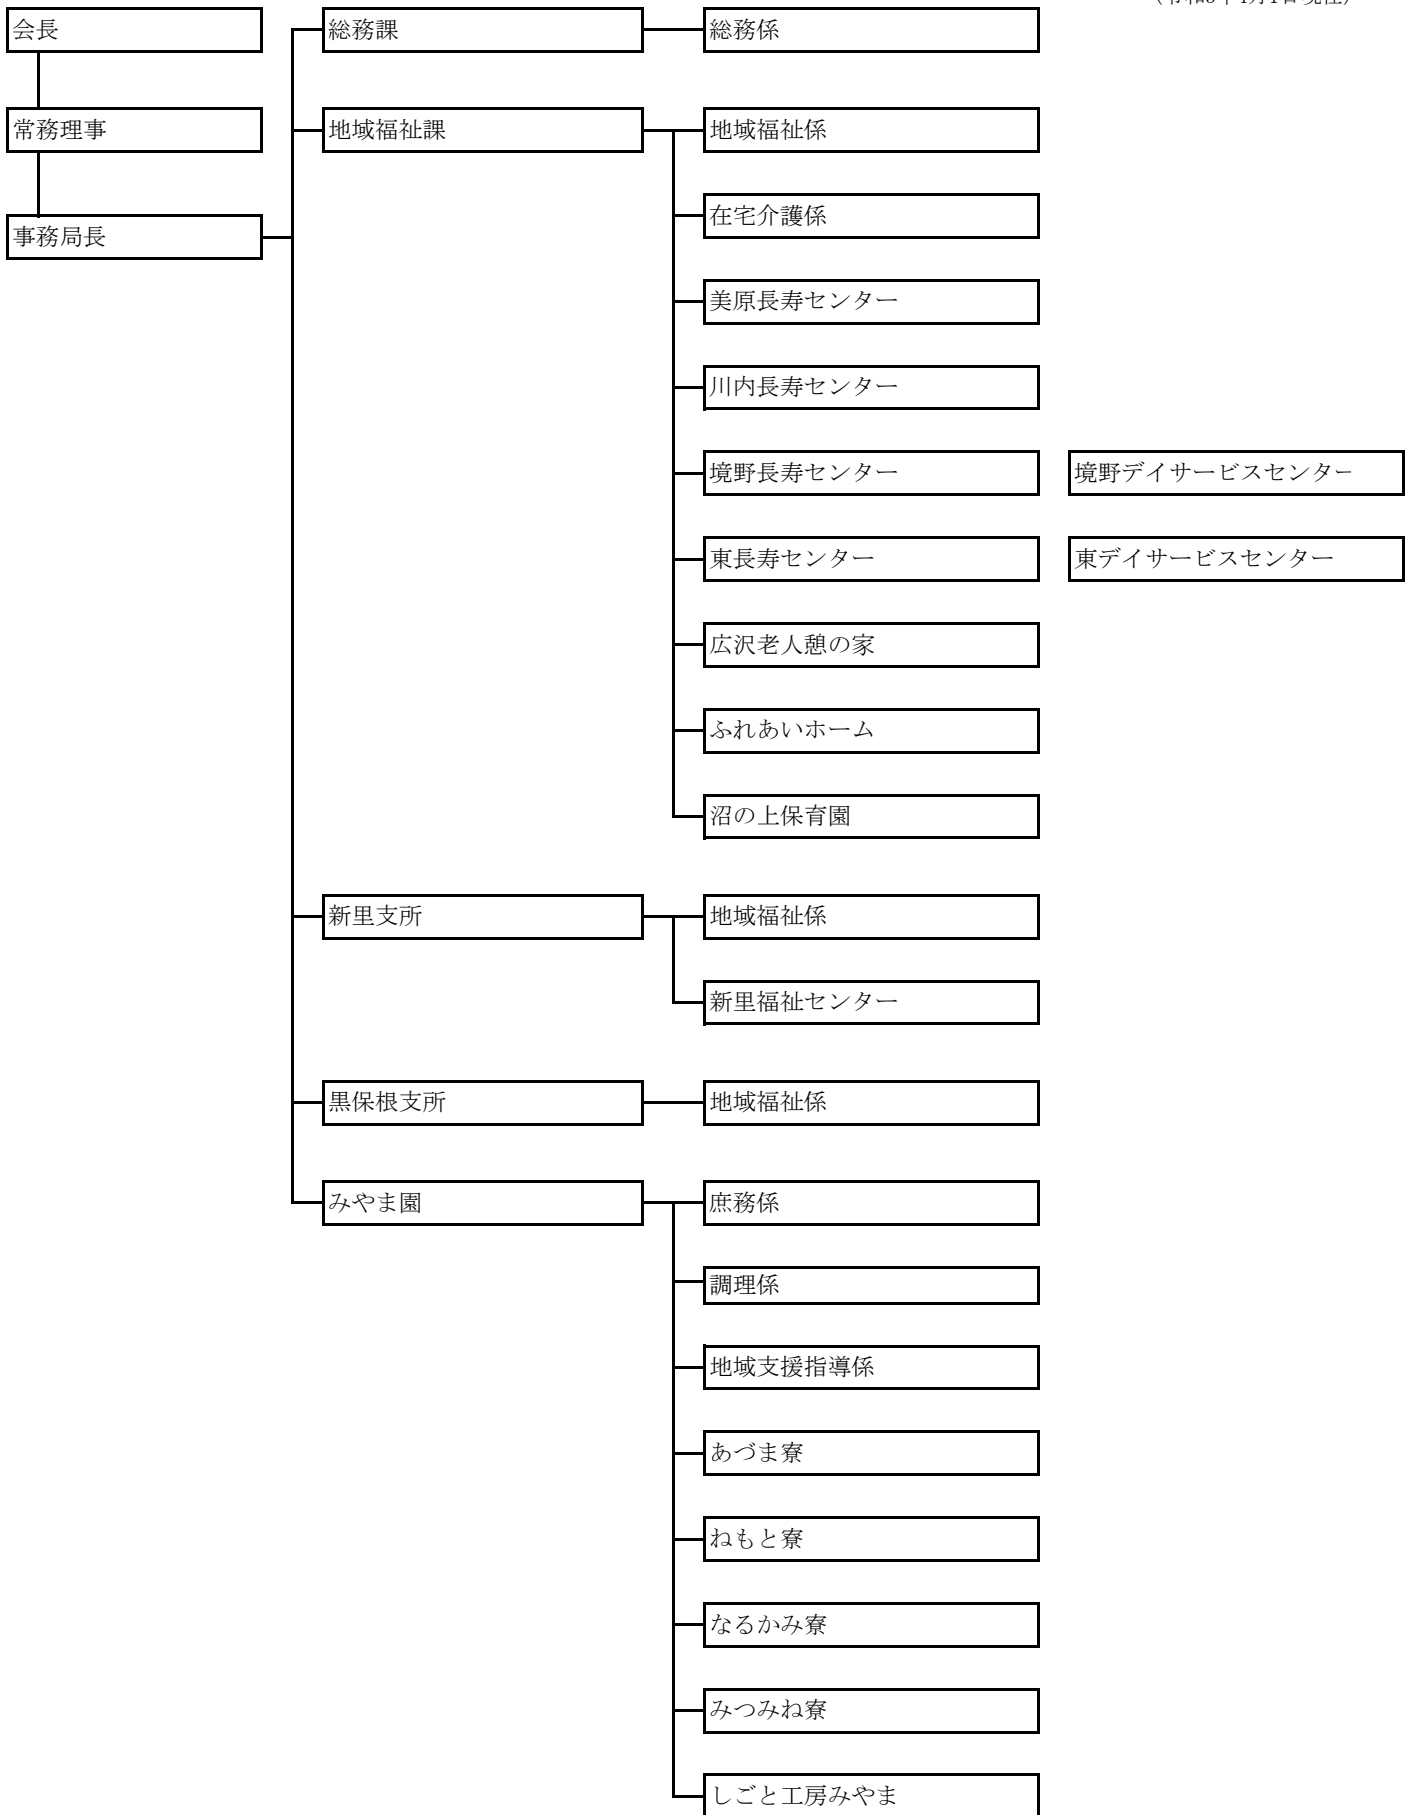 会長
総務課
総務係
常務理事
地域福祉課
地域福祉係
在宅介護係
事務局長
美原長寿センター
川内長寿センター
境野長寿センター
境野デイサービスセンター
東長寿センター
東デイサービスセンター
広沢老人憩の家
ふれあいホーム
沼の上保育園
新里支所
地域福祉係
新里福祉センター
黒保根支所
地域福祉係
みやま園
庶務係
調理係
地域支援指導係
あづま寮
ねもと寮
なるかみ寮
みつみね寮
しごと工房みやま